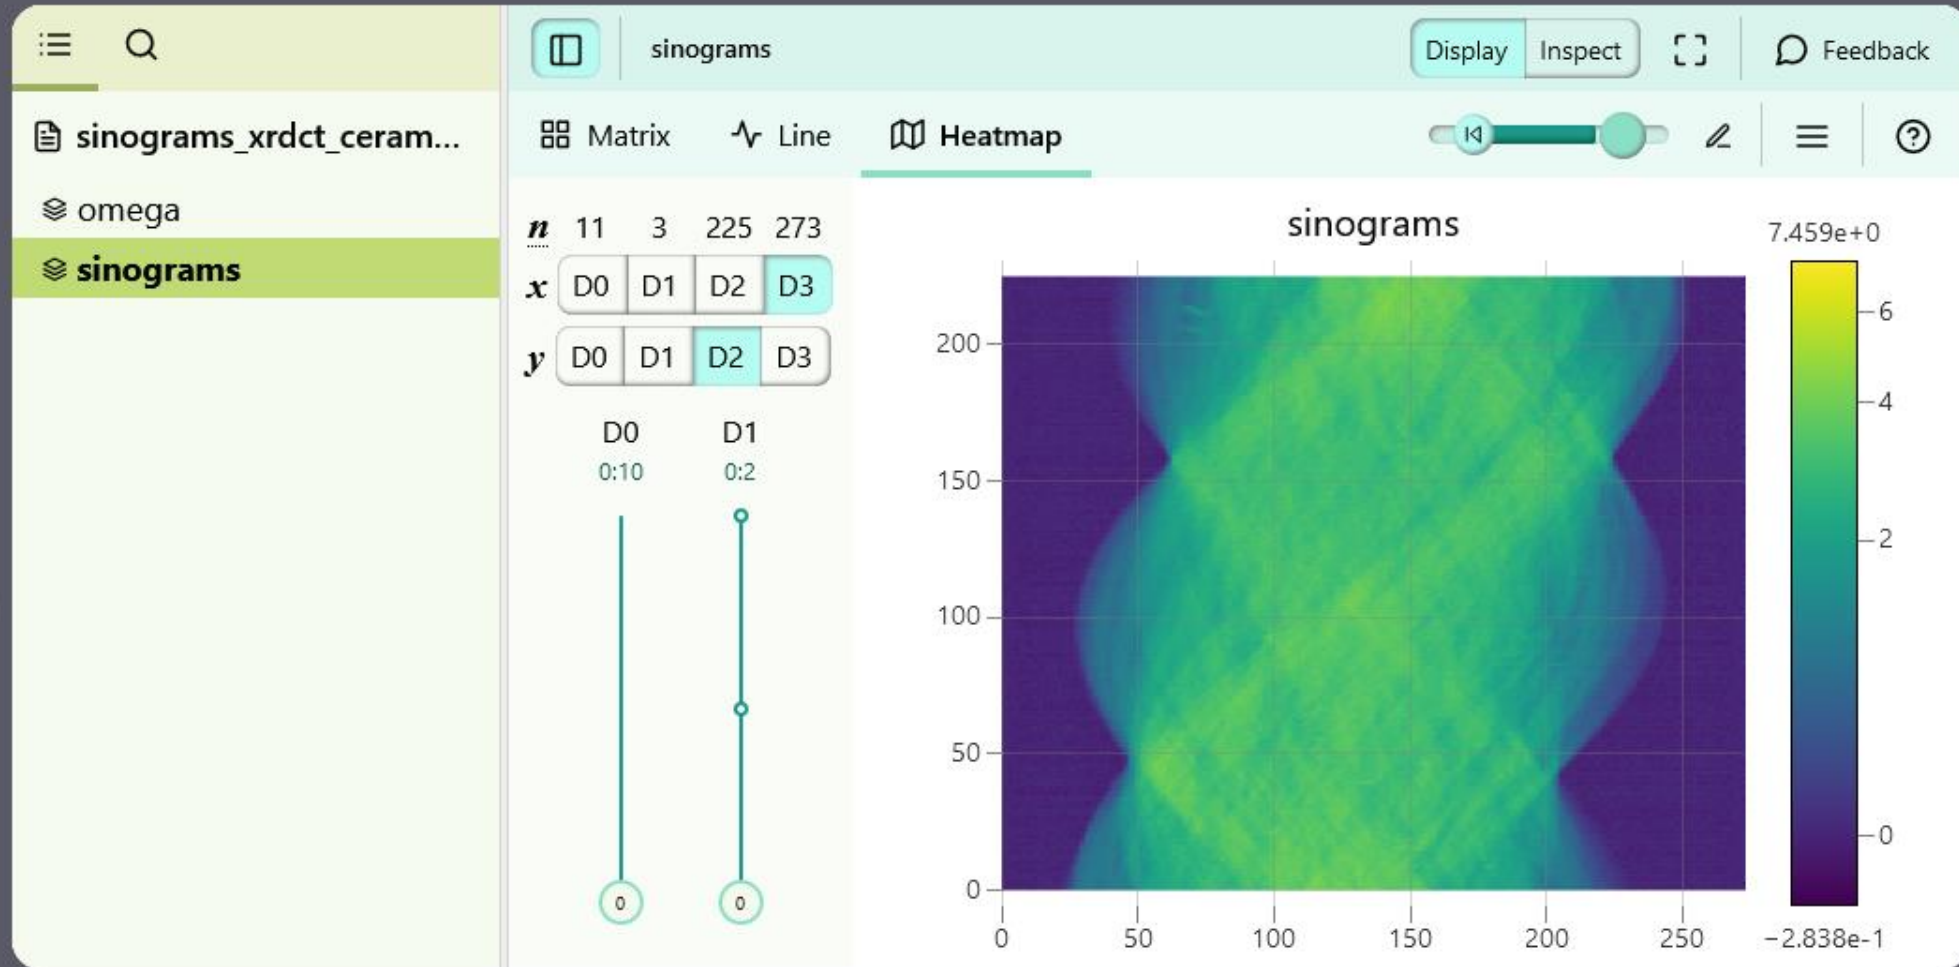 sinograms
Display Inspect Feedback
sinograms_xrdct_ceram...
Matrix Line Heatmap
omega
sinograms
n 11 3 225 273
x D0 D1 D2 D3
y D0 D1 D2 D3
D0 D1
0:10 0:2
0 0
sinograms
200
150
100
50
0
0 50 100 150 200 250
7.459e+0
6
4
2
0
−2.838e-1